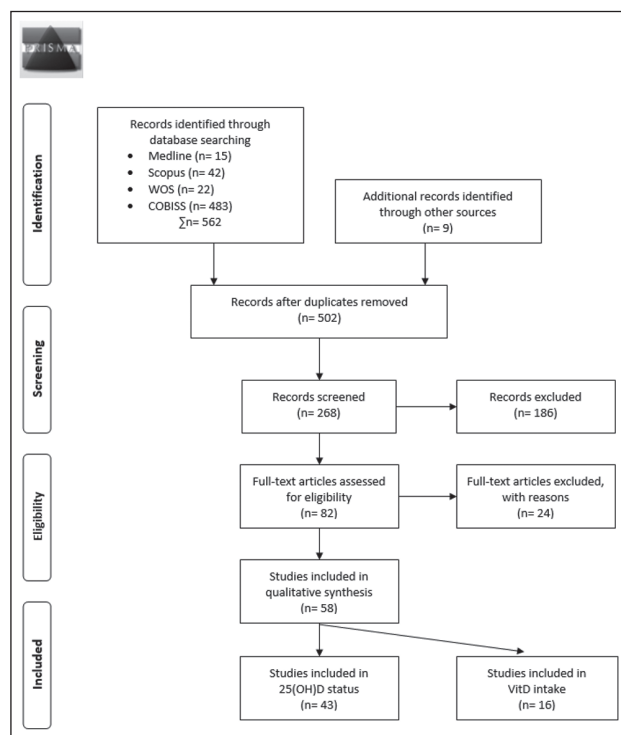 PRISMA
Identification
Records identified through
database searching
• Medline (n= 15)
• Scopus (n= 42)
• WOS (n= 22)
• COBISS (n= 483)
∑n= 562
Additional records identified
through other sources
(n= 9)
Records after duplicates removed
(n= 502)
Screening
Records screened
(n= 268)
Records excluded
(n= 186)
Eligibility
Full-text articles assessed
for eligibility
(n= 82)
Full-text articles excluded,
with reasons
(n= 24)
Studies included in
qualitative synthesis
(n= 58)
Included
Studies included in
25(OH)D status
(n= 43)
Studies included in
VitD intake
(n= 16)